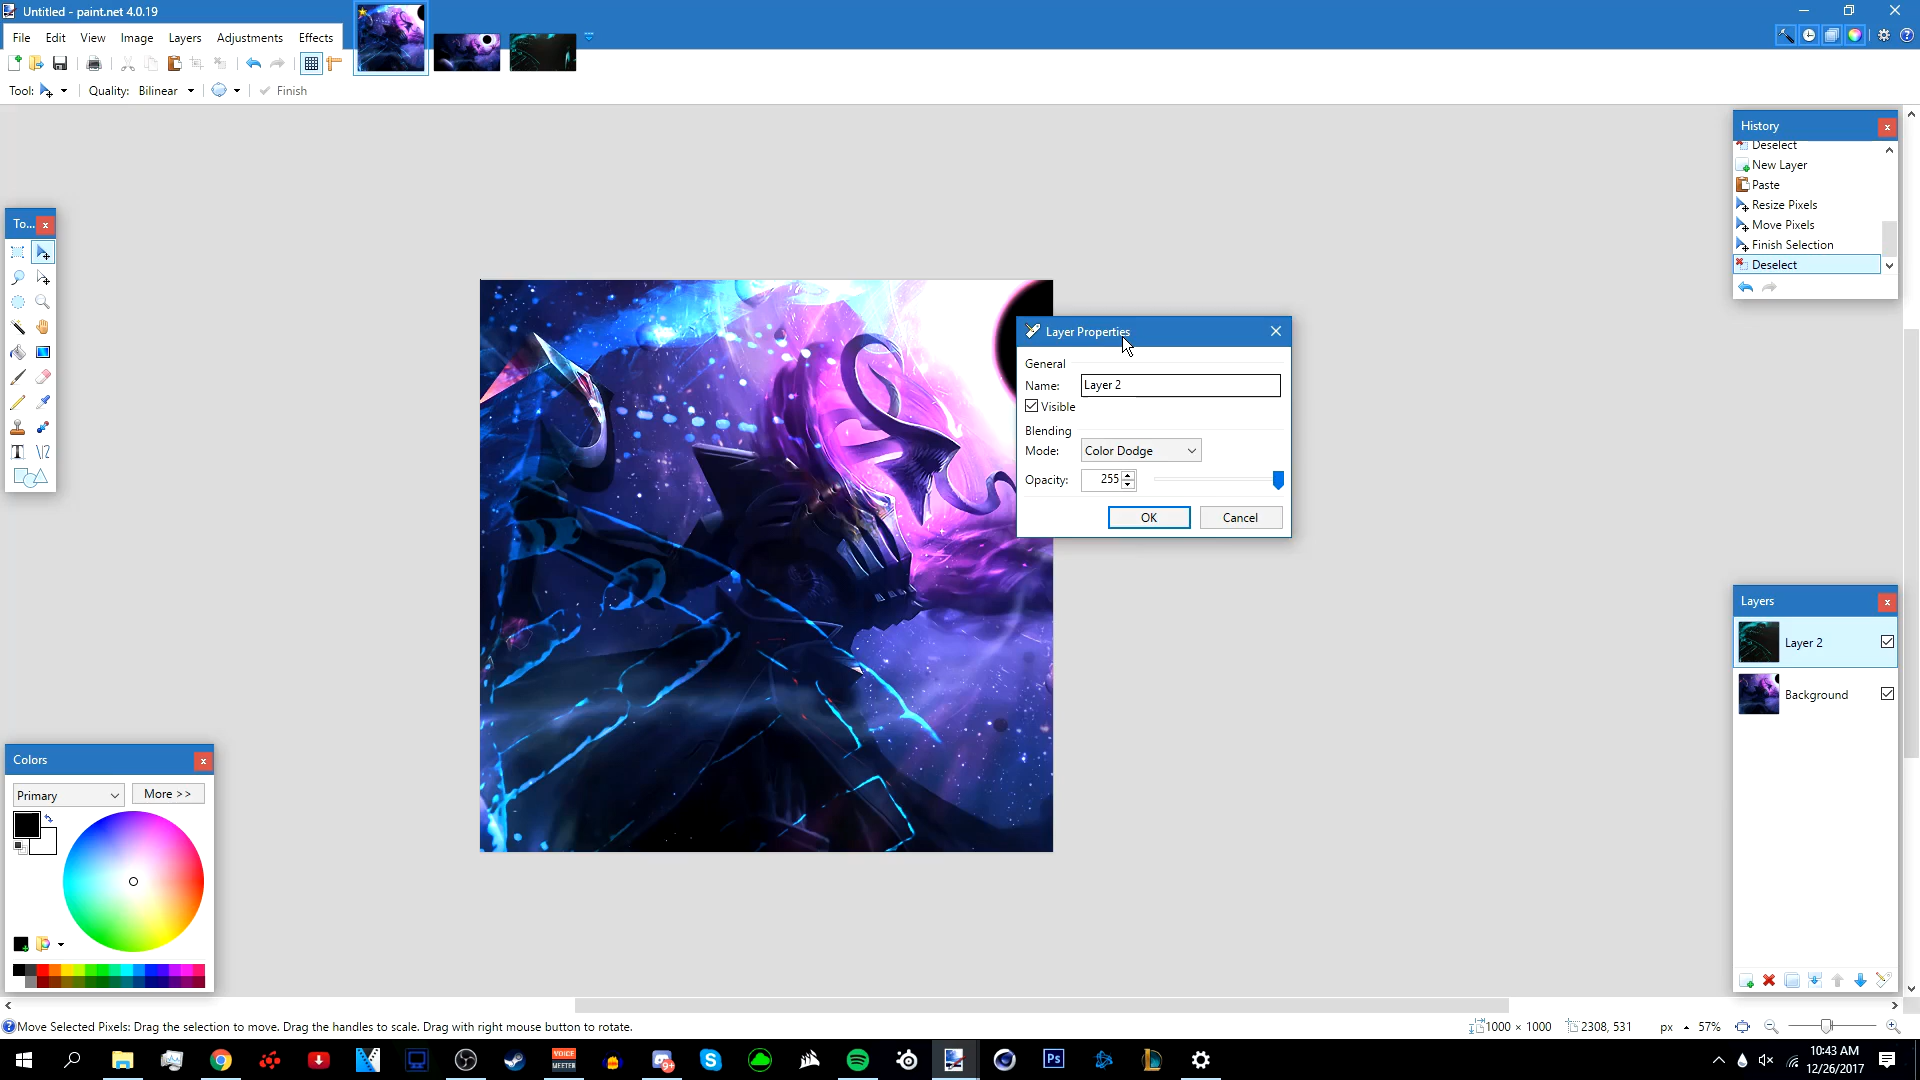 Untitled - paint.net 4.0.19
File Edit View Image Layers Adjustments Effects
Tool: Quality: Bilinear Finish
History
Deselect
New Layer
Paste
Resize Pixels
Move Pixels
Finish Selection
Deselect
To...
Layer Properties
General
Name: Layer 2
Visible
Blending
Mode: Color Dodge
Opacity: 255
OK Cancel
Layers
Layer 2
Background
Colors
Primary More >>
Move Selected Pixels: Drag the selection to move. Drag the handles to scale. Drag with right mouse button to rotate.
1000 × 1000 2308, 531 px 57%
VOICE
MEETER
9+
Ps
10:43 AM
12/26/2017